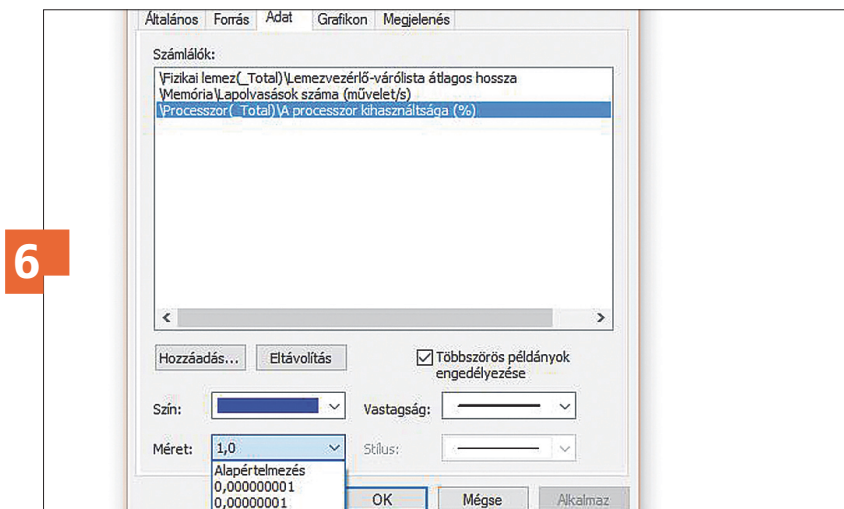 Általános Forrás Adat Grafikon Megjelenés
Számlálók:
\Fizikai lemez(_Total)\Lemezvezérlő-várólista átlagos hossza
\Memória\Lapolvasások száma (művelet/s)
\Processzor(_Total)\A processzor kihasználtsága (%)
6
Hozzáadás... Eltávolítás Többszörös példányok
engedélyezése
Szín: Vastagság:
Méret: 1,0 Stílus:
Alapértelmezés
0,000000001
0,00000001 OK Mégse Alkalmaz